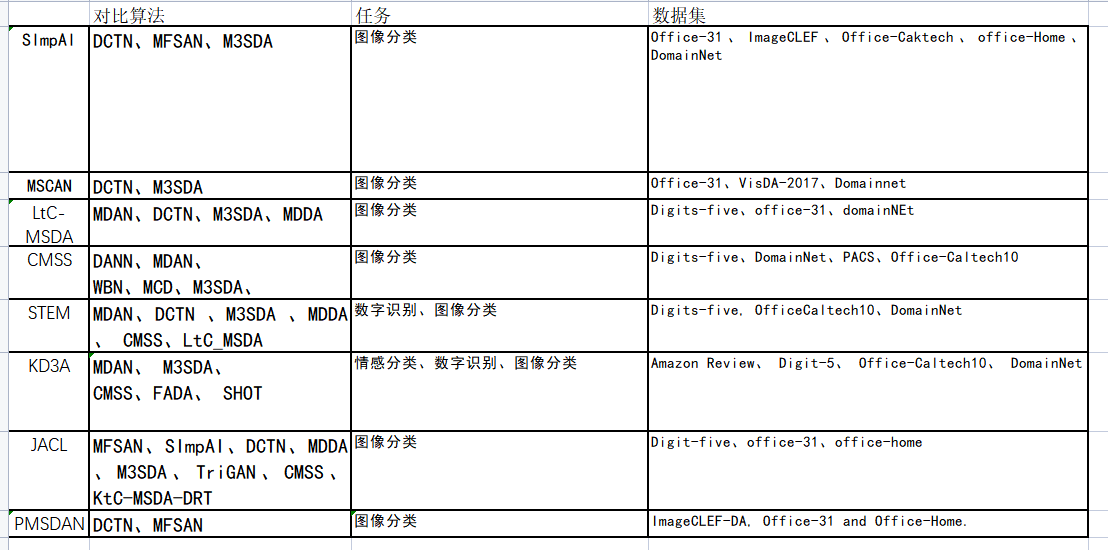 对比算法 任务 数据集
SImpAI DCTN、MFSAN、M3SDA 图像分类 Office-31 、 ImageCLEF 、 Office-Caktech 、 office-Home 、
DomainNet
MSCAN DCTN、M3SDA 图像分类 Office-31、VisDA-2017、Domainnet
LtC-
MSDA MDAN、DCTN、M3SDA、MDDA 图像分类 Digits-five、office-31、domainNEt
CMSS DANN、MDAN、 图像分类 Digits-five、DomainNet、PACS、Office-Caltech10
WBN、MCD、M3SDA、
STEM MDAN、DCTN 、M3SDA 、MDDA 数字识别、图像分类 Digits-five, OfficeCaltech10、DomainNet
、 CMSS、LtC_MSDA
KD3A MDAN、 M3SDA、 情感分类、数字识别、图像分类 Amazon Review、 Digit-5、 Office-Caltech10、 DomainNet
CMSS、FADA、 SHOT
JACL MFSAN、SImpAI、DCTN、MDDA 图像分类 Digit-five、office-31、office-home
、 M3SDA 、 TriGAN 、 CMSS 、
KtC-MSDA-DRT
PMSDAN DCTN、MFSAN 图像分类 ImageCLEF-DA, Office-31 and Office-Home.